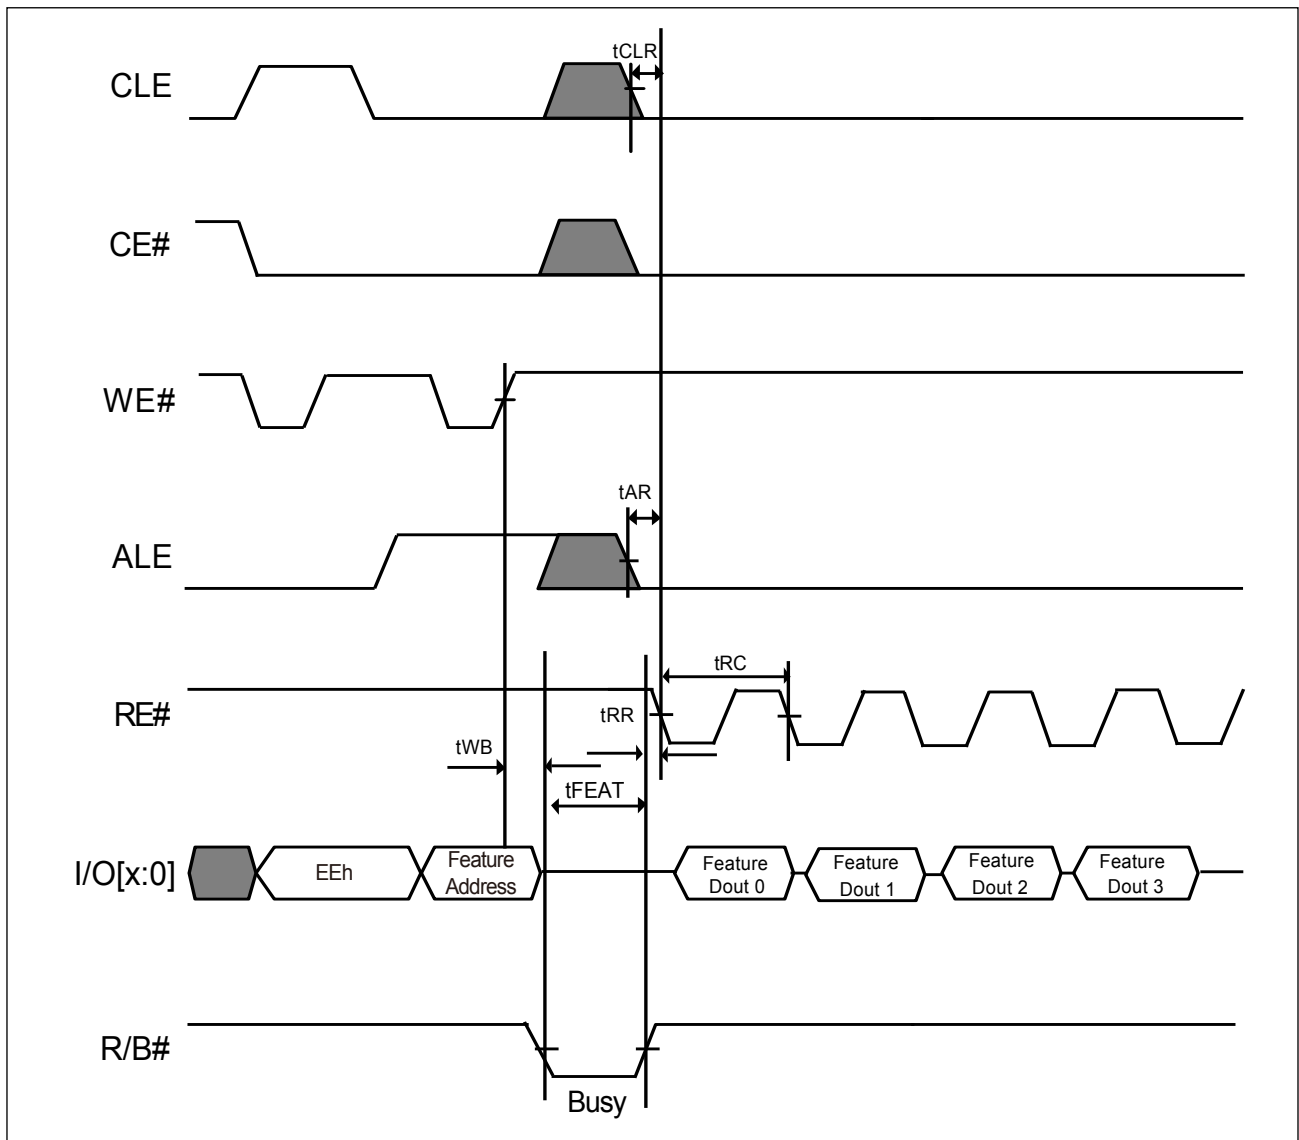 tCLR
CLE
CE#
WE#
tAR
ALE
tRC
RE#
tRR
tWB
tFEAT
I/O[x:0]
EEh
Feature
Address
Feature
Dout 0
Feature
Dout 1
Feature
Dout 2
Feature
Dout 3
R/B#
Busy